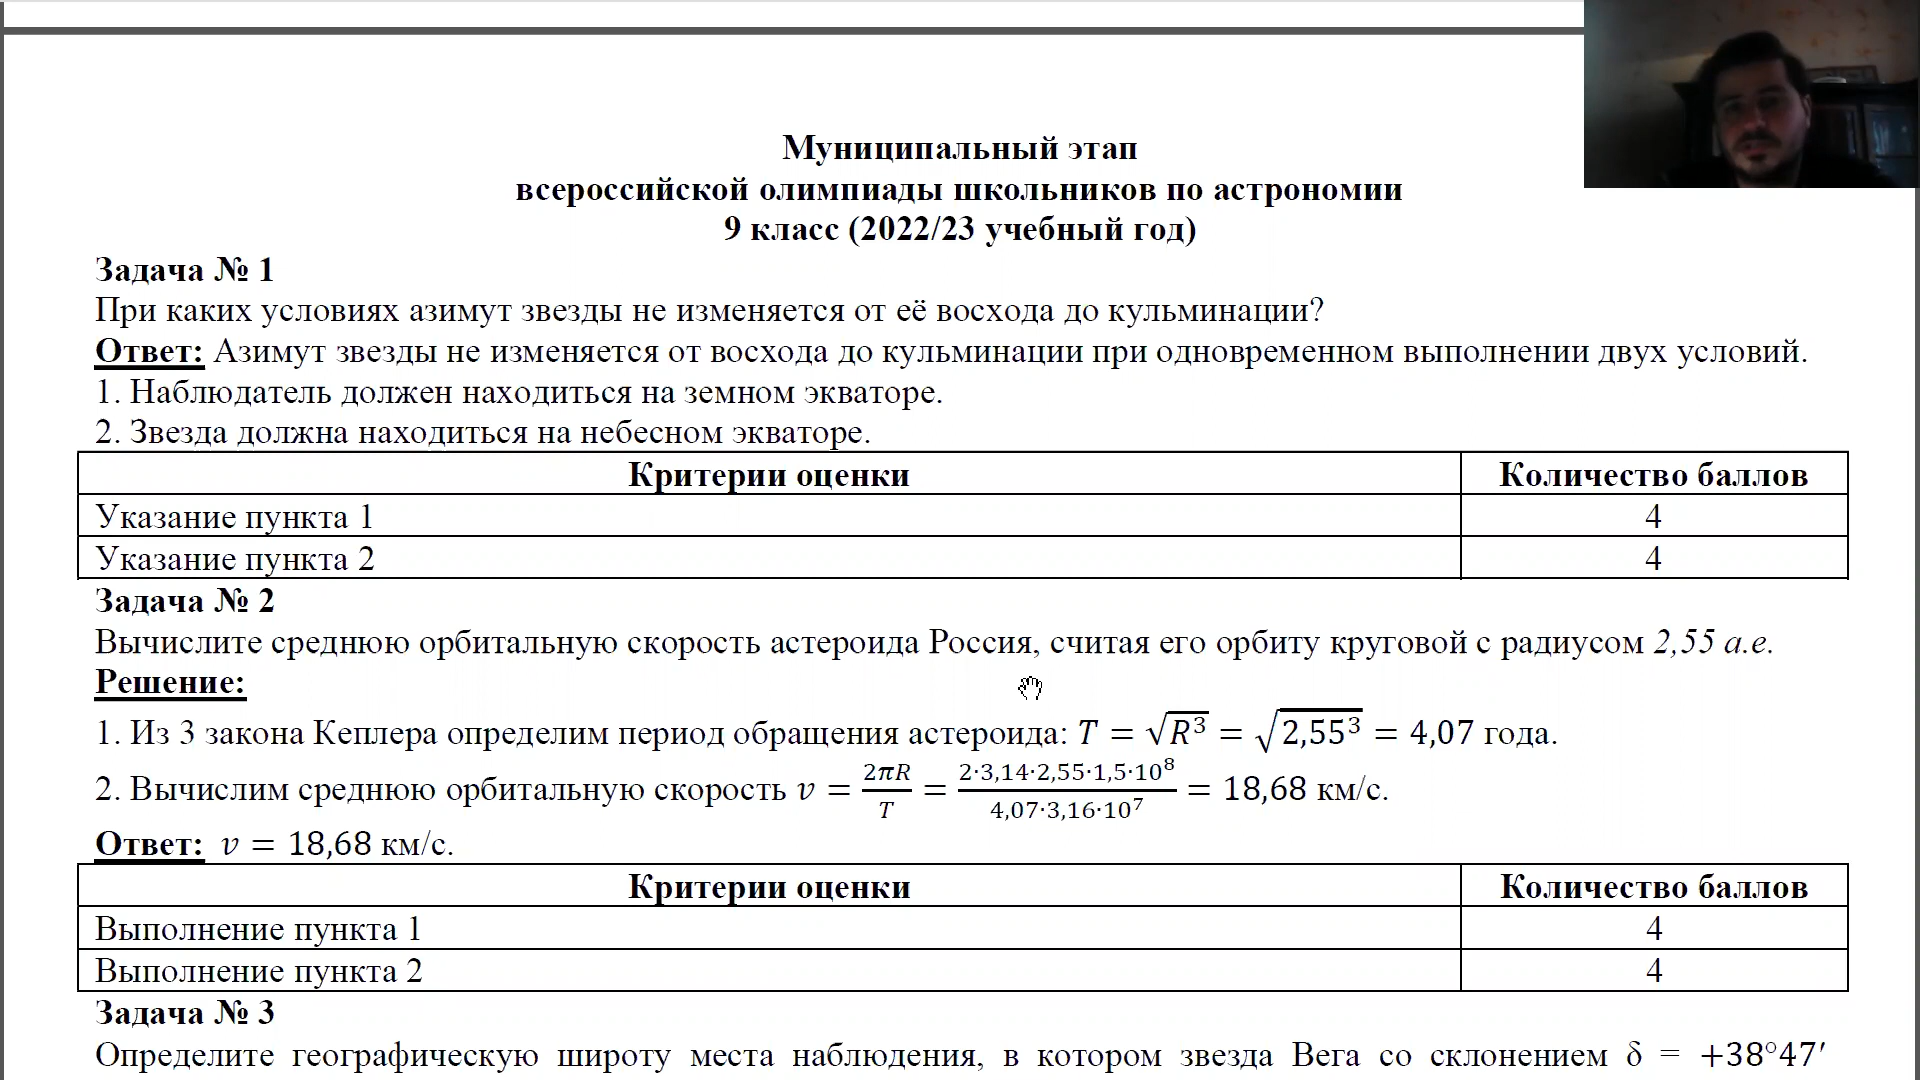 Муниципальный этап
всероссийской олимпиады школьников по астрономии
9 класс (2022/23 учебный год)
Задача № 1
При каких условиях азимут звезды не изменяется от её восхода до кульминации?
Ответ: Азимут звезды не изменяется от восхода до кульминации при одновременном выполнении двух условий.
1. Наблюдатель должен находиться на земном экваторе.
2. Звезда должна находиться на небесном экваторе.
Критерии оценки Количество баллов
Указание пункта 1 4
Указание пункта 2 4
Задача № 2
Вычислите среднюю орбитальную скорость астероида Россия, считая его орбиту круговой с радиусом 2,55 а.е.
Решение:
1. Из 3 закона Кеплера определим период обращения астероида: T = √R³ = √2,55³ = 4,07 года.
2. Вычислим среднюю орбитальную скорость v = 2πR/T = 2·3,14·2,55·1,5·10⁸/4,07·3,16·10⁷ = 18,68 км/с.
Ответ: v = 18,68 км/с.
Критерии оценки Количество баллов
Выполнение пункта 1 4
Выполнение пункта 2 4
Задача № 3
Определите географическую широту места наблюдения, в котором звезда Вега со склонением δ = +38°47′